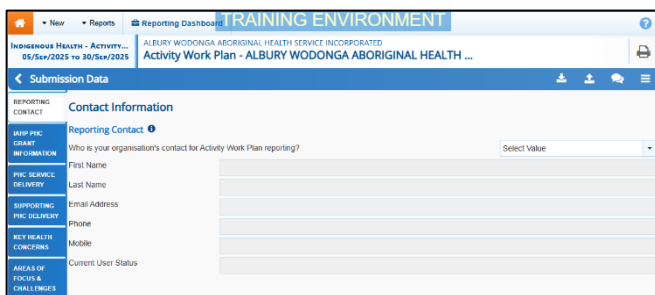 New
Reports
Reporting Dashboard
TRAINING ENVIRONMENT
INDIGENOUS HEALTH - ACTIVITY...
05/SEP/2025 TO 30/SEP/2025
ALBURY WODONGA ABORIGINAL HEALTH SERVICE INCORPORATED
Activity Work Plan - ALBURY WODONGA ABORIGINAL HEALTH ...
Submission Data
REPORTING
CONTACT
IAHP PHC
GRANT
INFORMATION
PHC SERVICE
DELIVERY
SUPPORTING
PHC DELIVERY
KEY HEALTH
CONCERNS
AREAS OF
FOCUS &
CHALLENGES
Contact Information
Reporting Contact
Who is your organisation's contact for Activity Work Plan reporting?
Select Value
First Name
Last Name
Email Address
Phone
Mobile
Current User Status